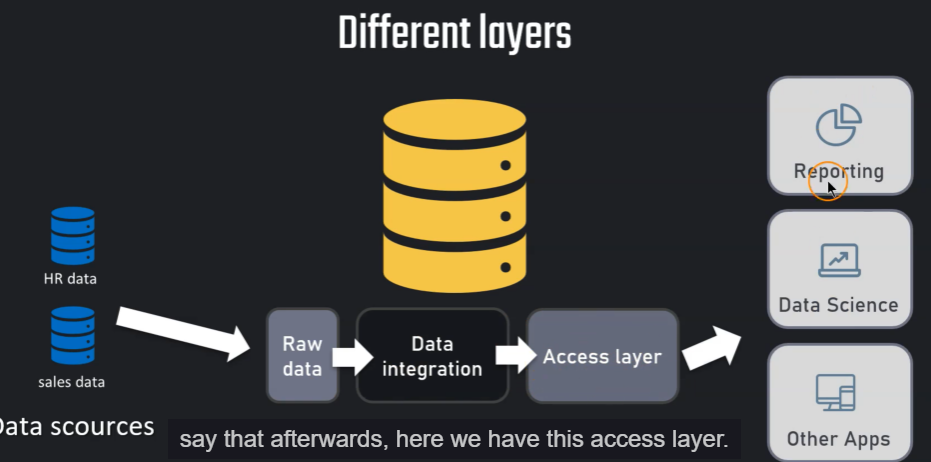 Different layers
HR data
sales data
Data scources
Raw
data
Data
integration
Access layer
Reporting
Data Science
Other Apps
say that afterwards, here we have this access layer.